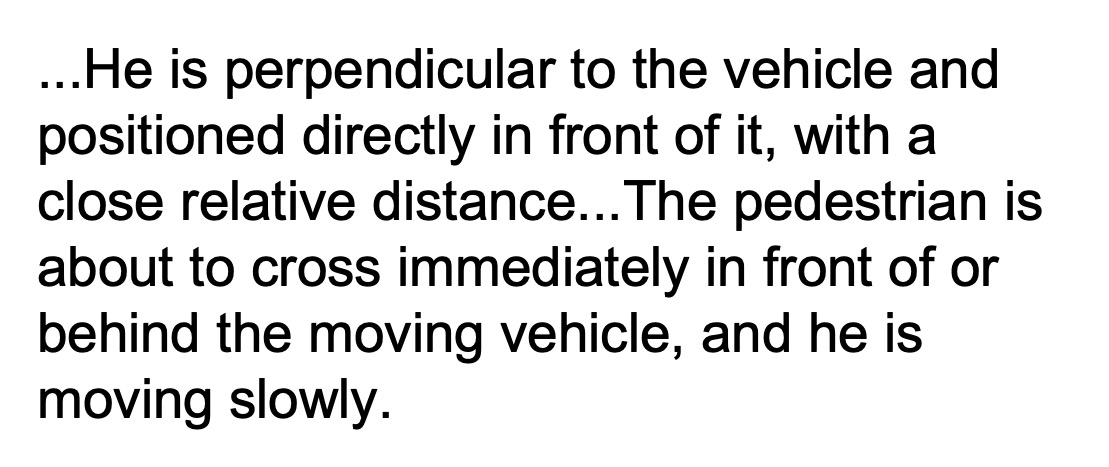 ...He is perpendicular to the vehicle and
positioned directly in front of it, with a
close relative distance...The pedestrian is
about to cross immediately in front of or
behind the moving vehicle, and he is
moving slowly.